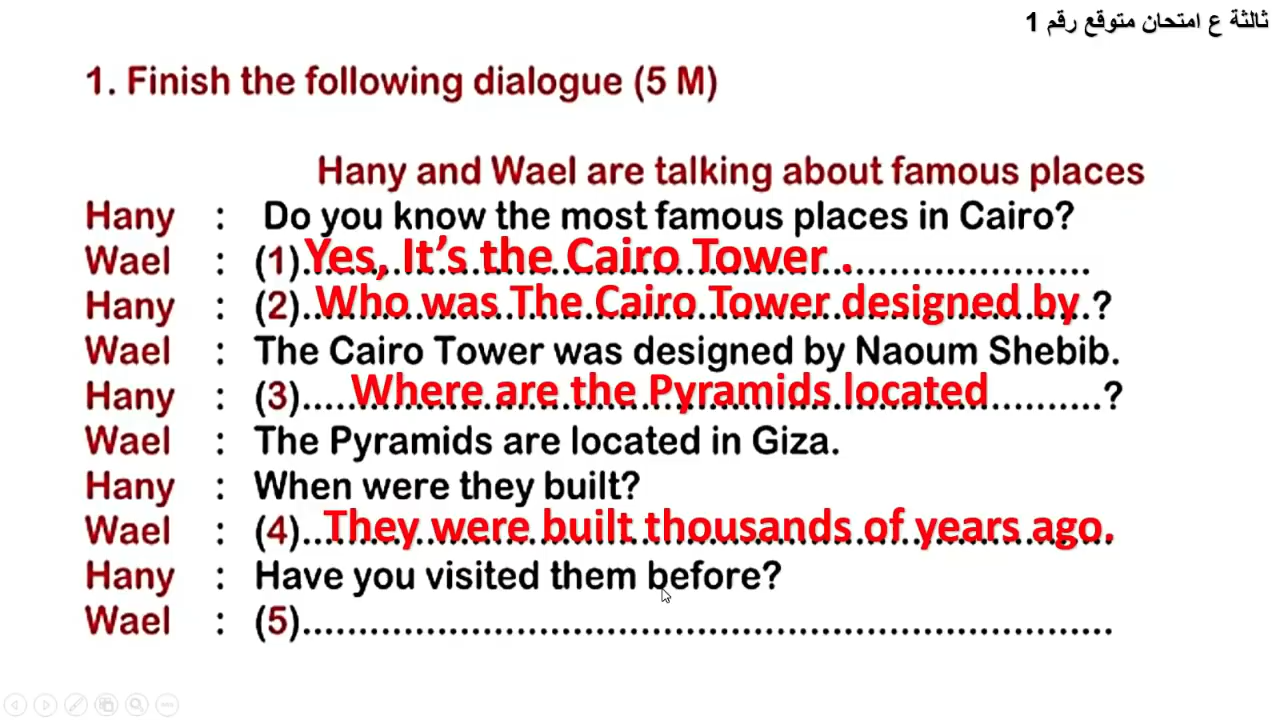 ثالثة ع امتحان متوقع رقم 1
1. Finish the following dialogue (5 M)
Hany and Wael are talking about famous places
Hany : Do you know the most famous places in Cairo?
Wael : (1) Yes, It’s the Cairo Tower .
Hany : (2) Who was The Cairo Tower designed by ?
Wael : The Cairo Tower was designed by Naoum Shebib.
Hany : (3)..... Where are the Pyramids located ..........?
Wael : The Pyramids are located in Giza.
Hany : When were they built?
Wael : (4).. They were built thousands of years ago.
Hany : Have you visited them before?
Wael : (5)........................................................................